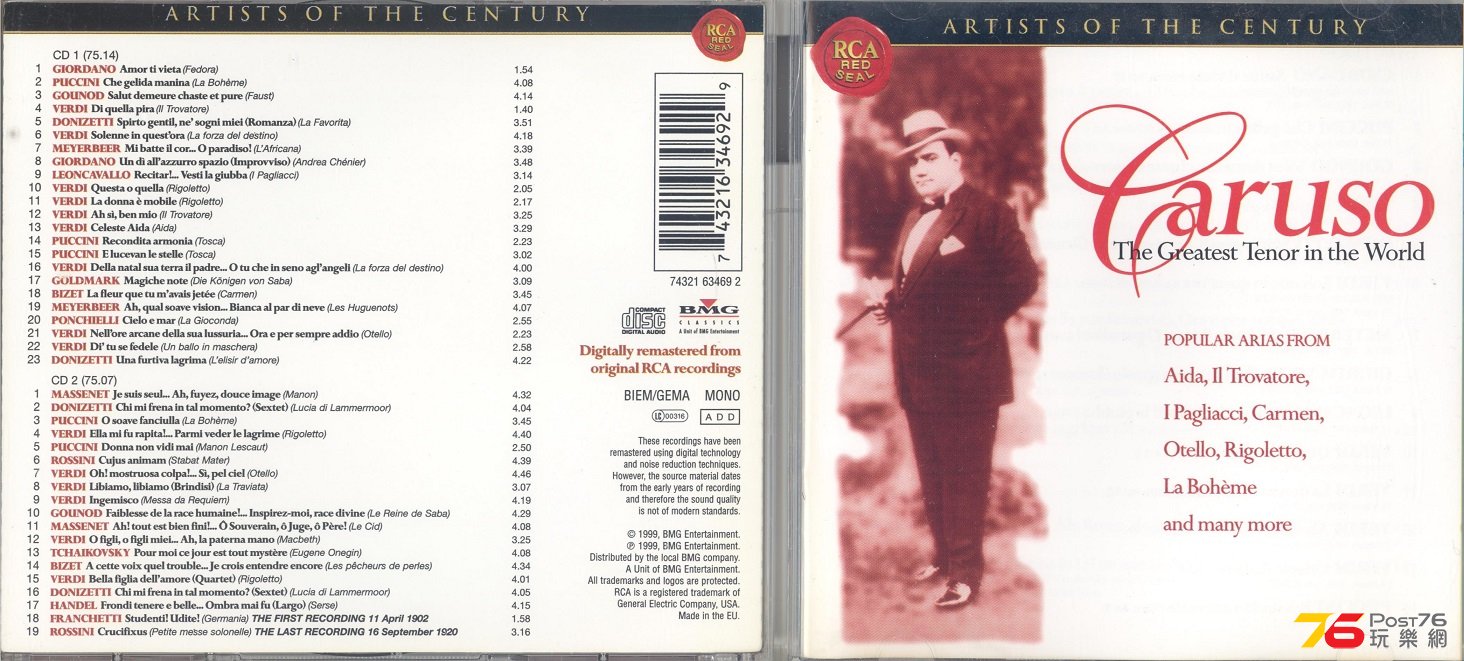 ARTISTS OF THE CENTURY
RCA
RED
SEAL
CD 1 (75.14)
1 GIORDANO Amor ti vieta (Fedora) 1.54
2 PUCCINI Che gelida manina (La Bohème) 4.08
3 GOUNOD Salut demeure chaste et pure (Faust) 4.14
4 VERDI Di quella pira (Il Trovatore) 1.40
5 DONIZETTI Spirto gentil, ne' sogni miei (Romanza) (La Favorita) 3.51
6 VERDI Solenne in quest'ora (La forza del destino) 4.18
7 MEYERBEER Mi batte il cor... O paradiso! (L'Africana) 3.39
8 GIORDANO Un dì all'azzurro spazio (Improvviso) (Andrea Chénier) 3.48
9 LEONCAVALLO Recitar!... Vesti la giubba (I Pagliacci) 3.14
10 VERDI Questa o quella (Rigoletto) 2.05
11 VERDI La donna è mobile (Rigoletto) 2.17
12 VERDI Ah sì, ben mio (Il Trovatore) 3.25
13 VERDI Celeste Aida (Aida) 3.29
14 PUCCINI Recondita armonia (Tosca) 2.23
15 PUCCINI E lucevan le stelle (Tosca) 3.02
16 VERDI Della natal sua terra il padre... O tu che in seno agl'angeli (La forza del destino) 4.00
17 GOLDMARK Magiche note (Die Königen von Saba) 3.09
18 BIZET La fleur que tu m'avais jetée (Carmen) 3.45
19 MEYERBEER Ah, qual soave vision... Bianca al par di neve (Les Huguenots) 4.07
20 PONCHIELLI Cielo e mar (La Gioconda) 2.55
21 VERDI Nell'ore arcane della sua lussuria... Ora e per sempre addio (Otello) 2.23
22 VERDI Di' tu se fedele (Un ballo in maschera) 2.58
23 DONIZETTI Una furtiva lagrima (L'elisir d'amore) 4.22
CD 2 (75.07)
1 MASSENET Je suis seul... Ah, fuyez, douce image (Manon) 4.32
2 DONIZETTI Chi mi frena in tal momento? (Sextet) (Lucia di Lammermoor) 4.04
3 PUCCINI O soave fanciulla (La Bohème) 3.45
4 VERDI Ella mi fu rapita!... Parmi veder le lagrime (Rigoletto) 4.40
5 PUCCINI Donna non vidi mai (Manon Lescaut) 2.50
6 ROSSINI Cujus animam (Stabat Mater) 4.39
7 VERDI Oh! mostruosa colpa!... Sì, pel ciel (Otello) 4.46
8 VERDI Libiamo, libiamo (Brindisi) (La Traviata) 3.07
9 VERDI Ingemisco (Messa da Requiem) 4.19
10 GOUNOD Faiblesse de la race humaine!... Inspirez-moi, race divine (Le Reine de Saba) 4.29
11 MASSENET Ah! tout est bien fini!... Ô Souverain, ô Juge, ô Père! (Le Cid) 4.08
12 VERDI O figli, o figli miei... Ah, la paterna mano (Macbeth) 3.25
13 TCHAIKOVSKY Pour moi ce jour est tout mystère (Eugene Onegin) 4.08
14 BIZET A cette voix quel trouble... Je crois entendre encore (Les pêcheurs de perles) 4.34
15 VERDI Bella figlia dell'amore (Quartet) (Rigoletto) 4.01
16 DONIZETTI Chi mi frena in tal momento? (Sextet) (Lucia di Lammermoor) 4.05
17 HANDEL Frondi tenere e belle... Ombra mai fu (Largo) (Serse) 4.15
18 FRANCHETTI Studenti! Udite! (Germania) THE FIRST RECORDING 11 April 1902 1.58
19 ROSSINI Crucifixus (Petite messe solonelle) THE LAST RECORDING 16 September 1920 3.16
7 43216 34692 9
74321 63469 2
COMPACT
disc
DIGITAL AUDIO
BMG
CLASSICS
A Unit of BMG Entertainment
Digitally remastered from
original RCA recordings
BIEM/GEMA MONO
LC 00316 ADD
These recordings have been
remastered using digital technology
and noise reduction techniques.
However, the source material dates
from the early years of recording
and therefore the sound quality
is not of modern standards.
© 1999, BMG Entertainment.
℗ 1999, BMG Entertainment.
Distributed by the local BMG company.
A Unit of BMG Entertainment.
All trademarks and logos are protected.
RCA is a registered trademark of
General Electric Company, USA.
Made in the EU.
ARTISTS OF THE CENTURY
RCA
RED
SEAL
Caruso
The Greatest Tenor in the World
POPULAR ARIAS FROM
Aida, Il Trovatore,
I Pagliacci, Carmen,
Otello, Rigoletto,
La Bohème
and many more
76 POST76
玩樂網